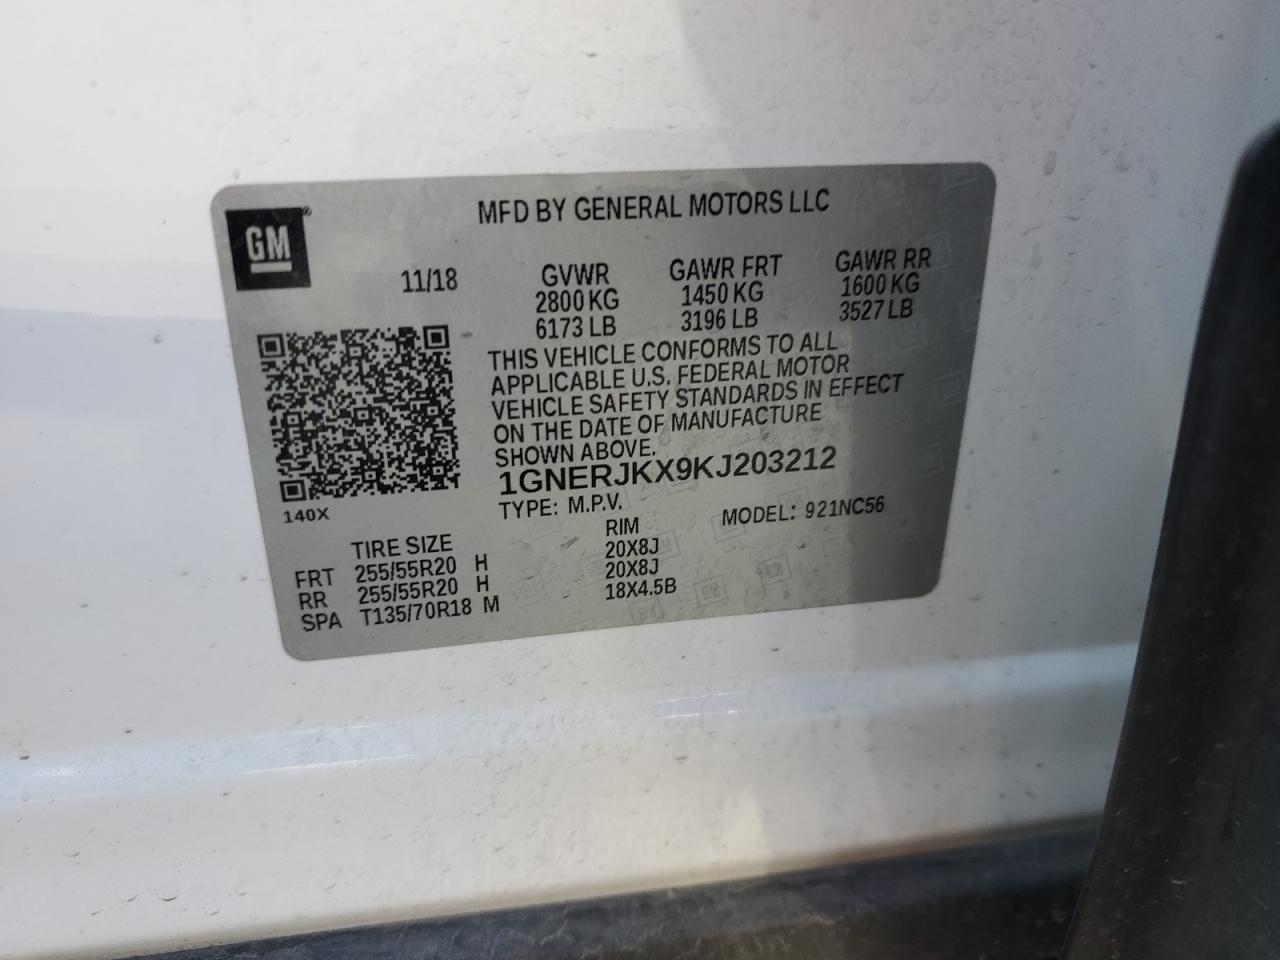 MFD BY GENERAL MOTORS LLC
GM®
11/18 GVWR GAWR FRT GAWR RR
2800 KG 1450 KG 1600 KG
6173 LB 3196 LB 3527 LB
THIS VEHICLE CONFORMS TO ALL
APPLICABLE U.S. FEDERAL MOTOR
VEHICLE SAFETY STANDARDS IN EFFECT
ON THE DATE OF MANUFACTURE
SHOWN ABOVE.
1GNERJKX9KJ203212
140X
TYPE: M.P.V. MODEL: 921NC56
TIRE SIZE RIM
FRT 255/55R20 H 20X8J
RR 255/55R20 H 20X8J
SPA T135/70R18 M 18X4.5B